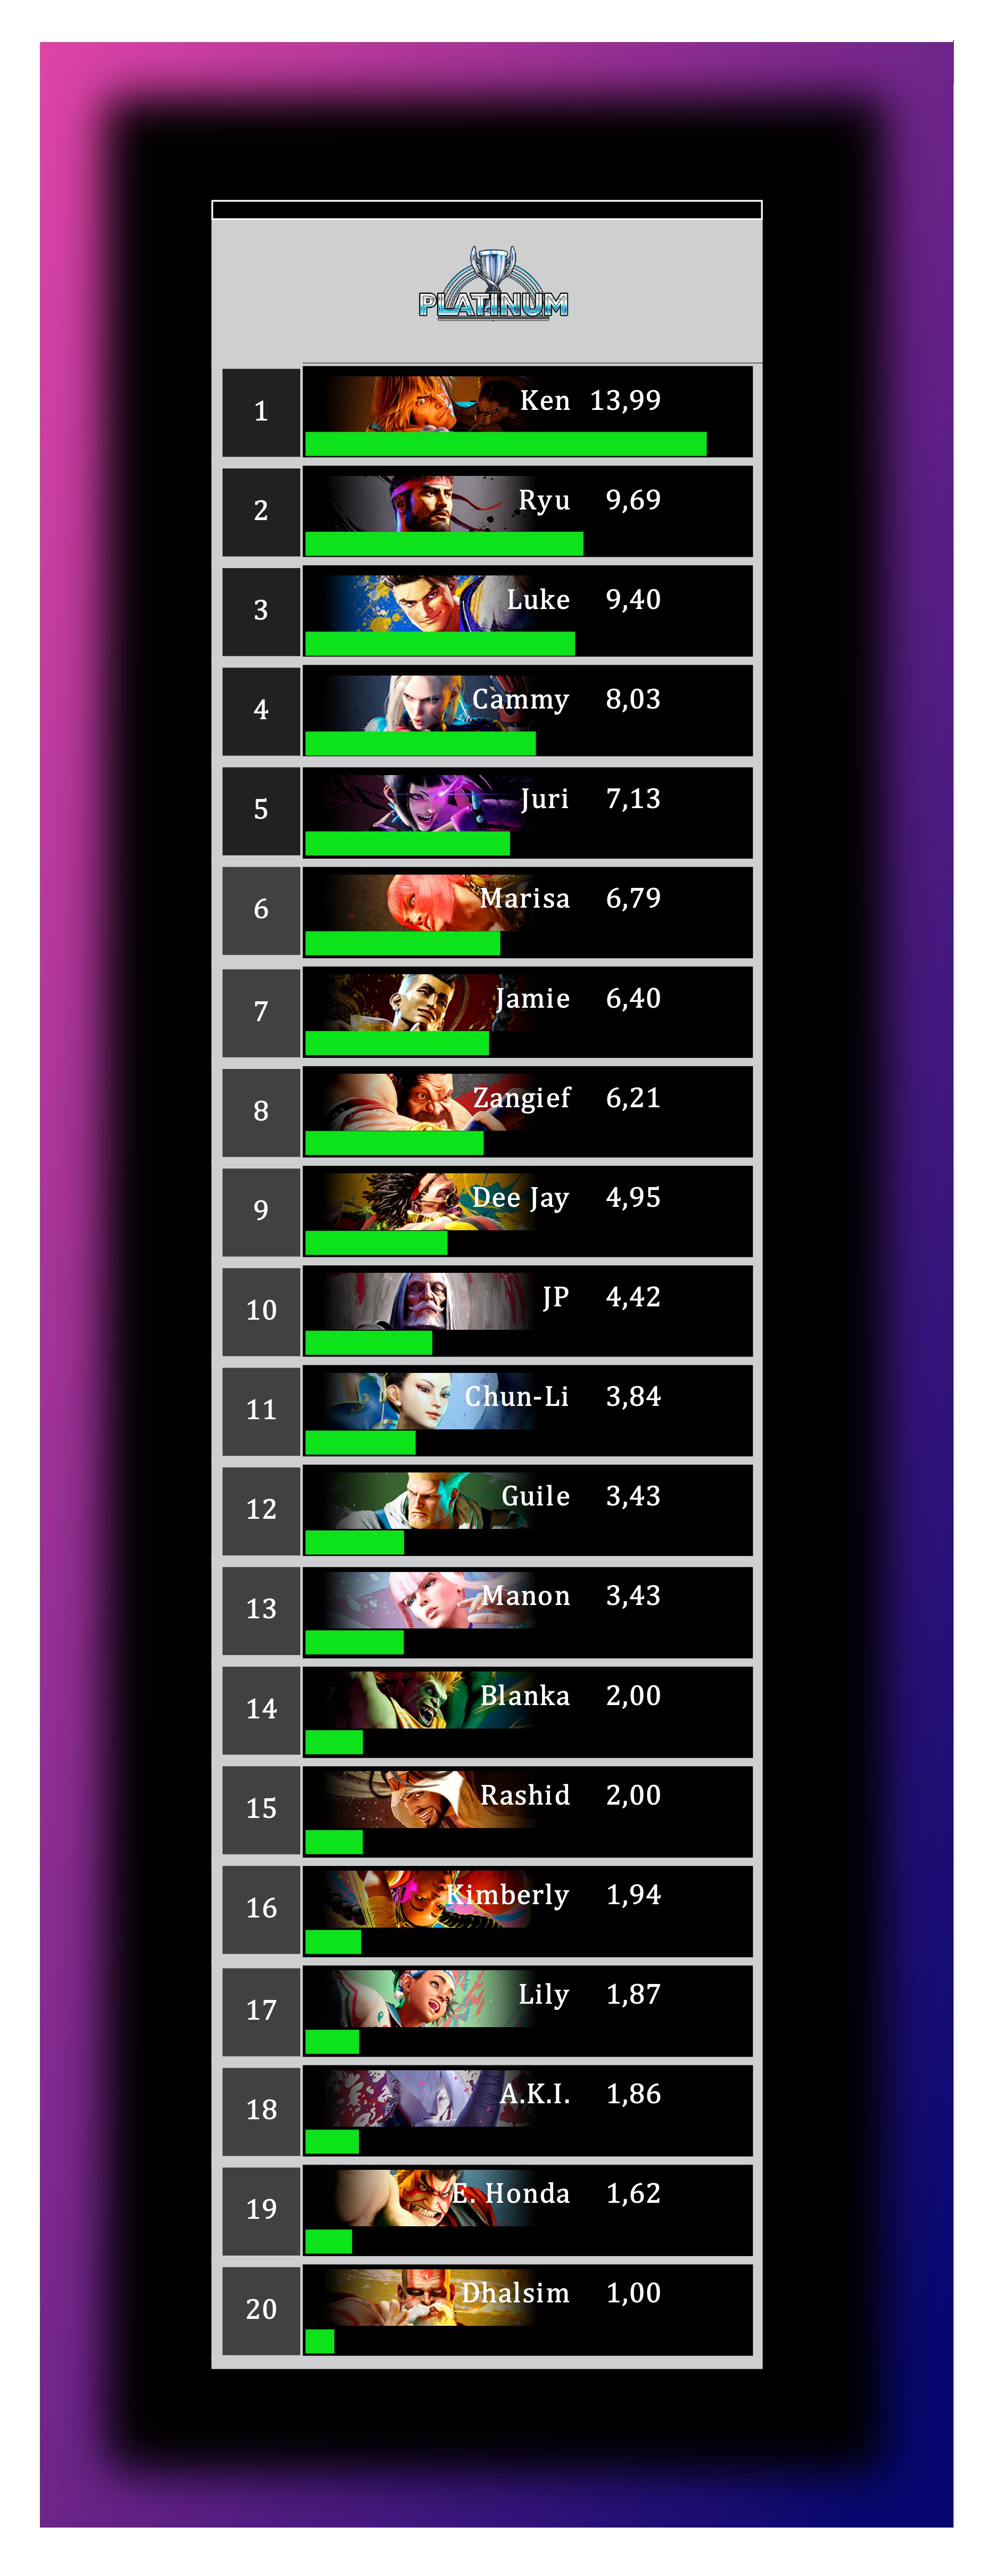 PLATINUM
1 Ken 13,99
2 Ryu 9,69
3 Luke 9,40
4 Cammy 8,03
5 Juri 7,13
6 Marisa 6,79
7 Jamie 6,40
8 Zangief 6,21
9 Dee Jay 4,95
10 JP 4,42
11 Chun-Li 3,84
12 Guile 3,43
13 Manon 3,43
14 Blanka 2,00
15 Rashid 2,00
16 Kimberly 1,94
17 Lily 1,87
18 A.K.I. 1,86
19 E. Honda 1,62
20 Dhalsim 1,00